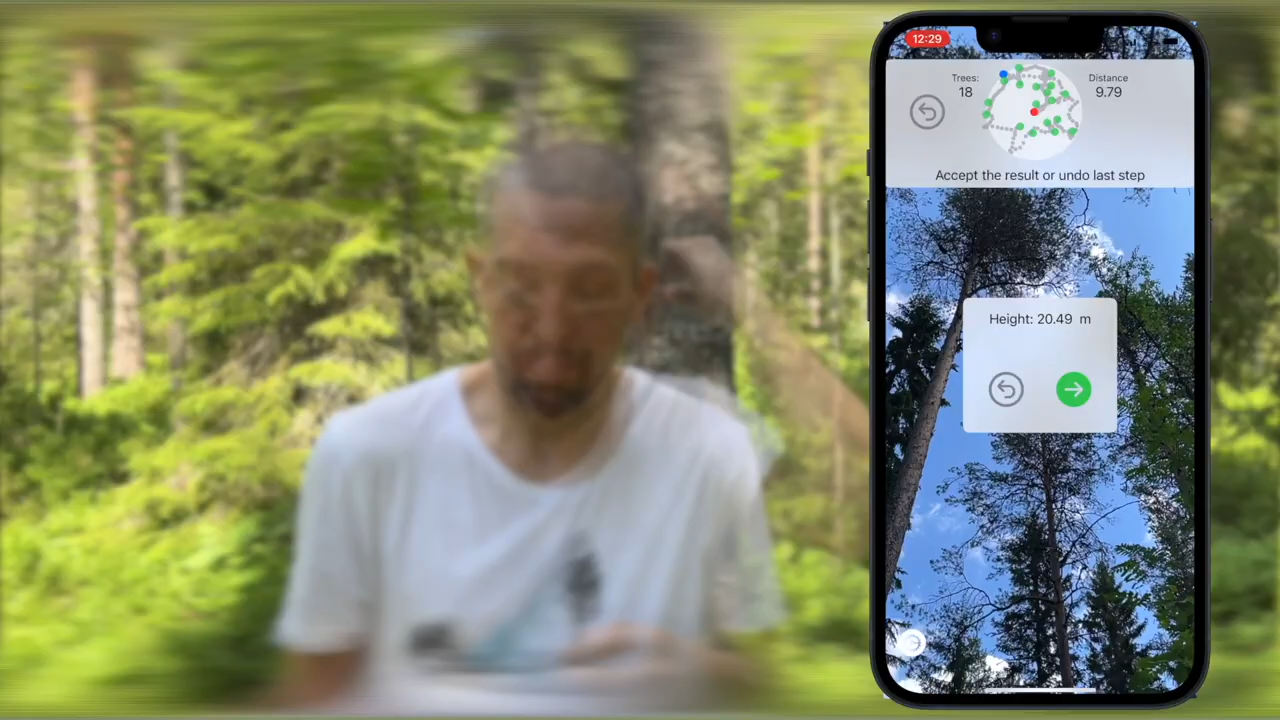 12:29
Trees:
18
Distance
9.79
Accept the result or undo last step
Height: 20.49 m